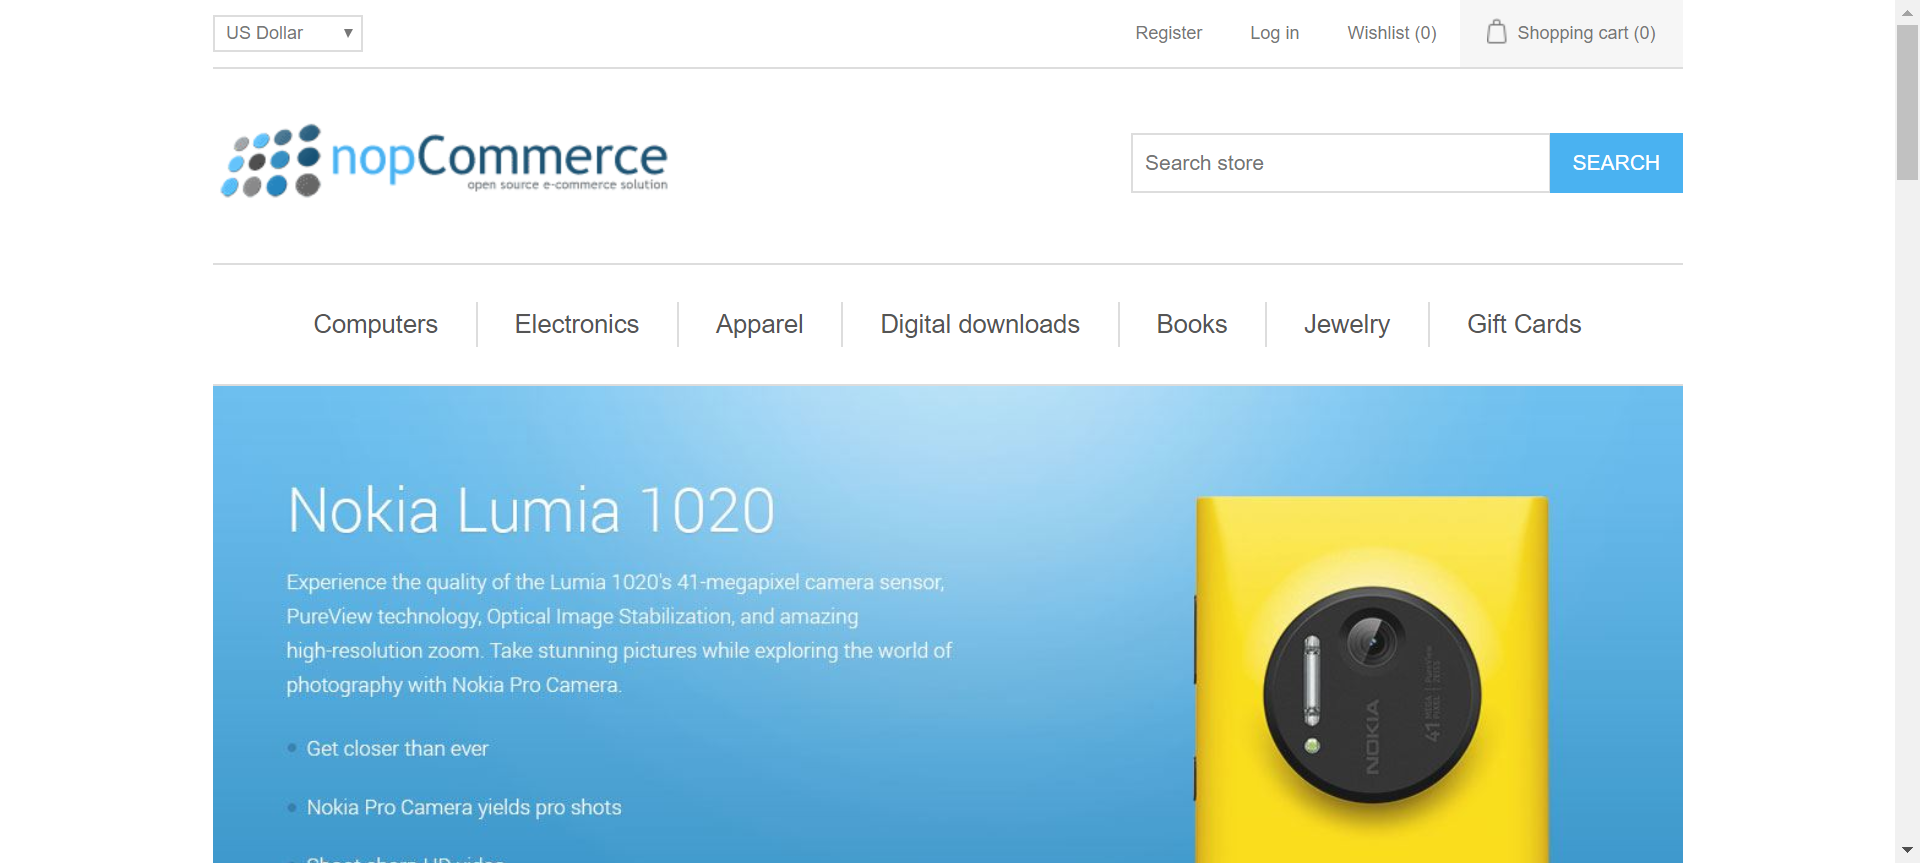 US Dollar
Register
Log in
Wishlist (0)
Shopping cart (0)
nopCommerce
open source e-commerce solution
Search store
SEARCH
Computers
Electronics
Apparel
Digital downloads
Books
Jewelry
Gift Cards
Nokia Lumia 1020
Experience the quality of the Lumia 1020's 41-megapixel camera sensor,
PureView technology, Optical Image Stabilization, and amazing
high-resolution zoom. Take stunning pictures while exploring the world of
photography with Nokia Pro Camera.
Get closer than ever
Nokia Pro Camera yields pro shots
NOKIA
41 MEGA PIXEL
PureView
ZEISS